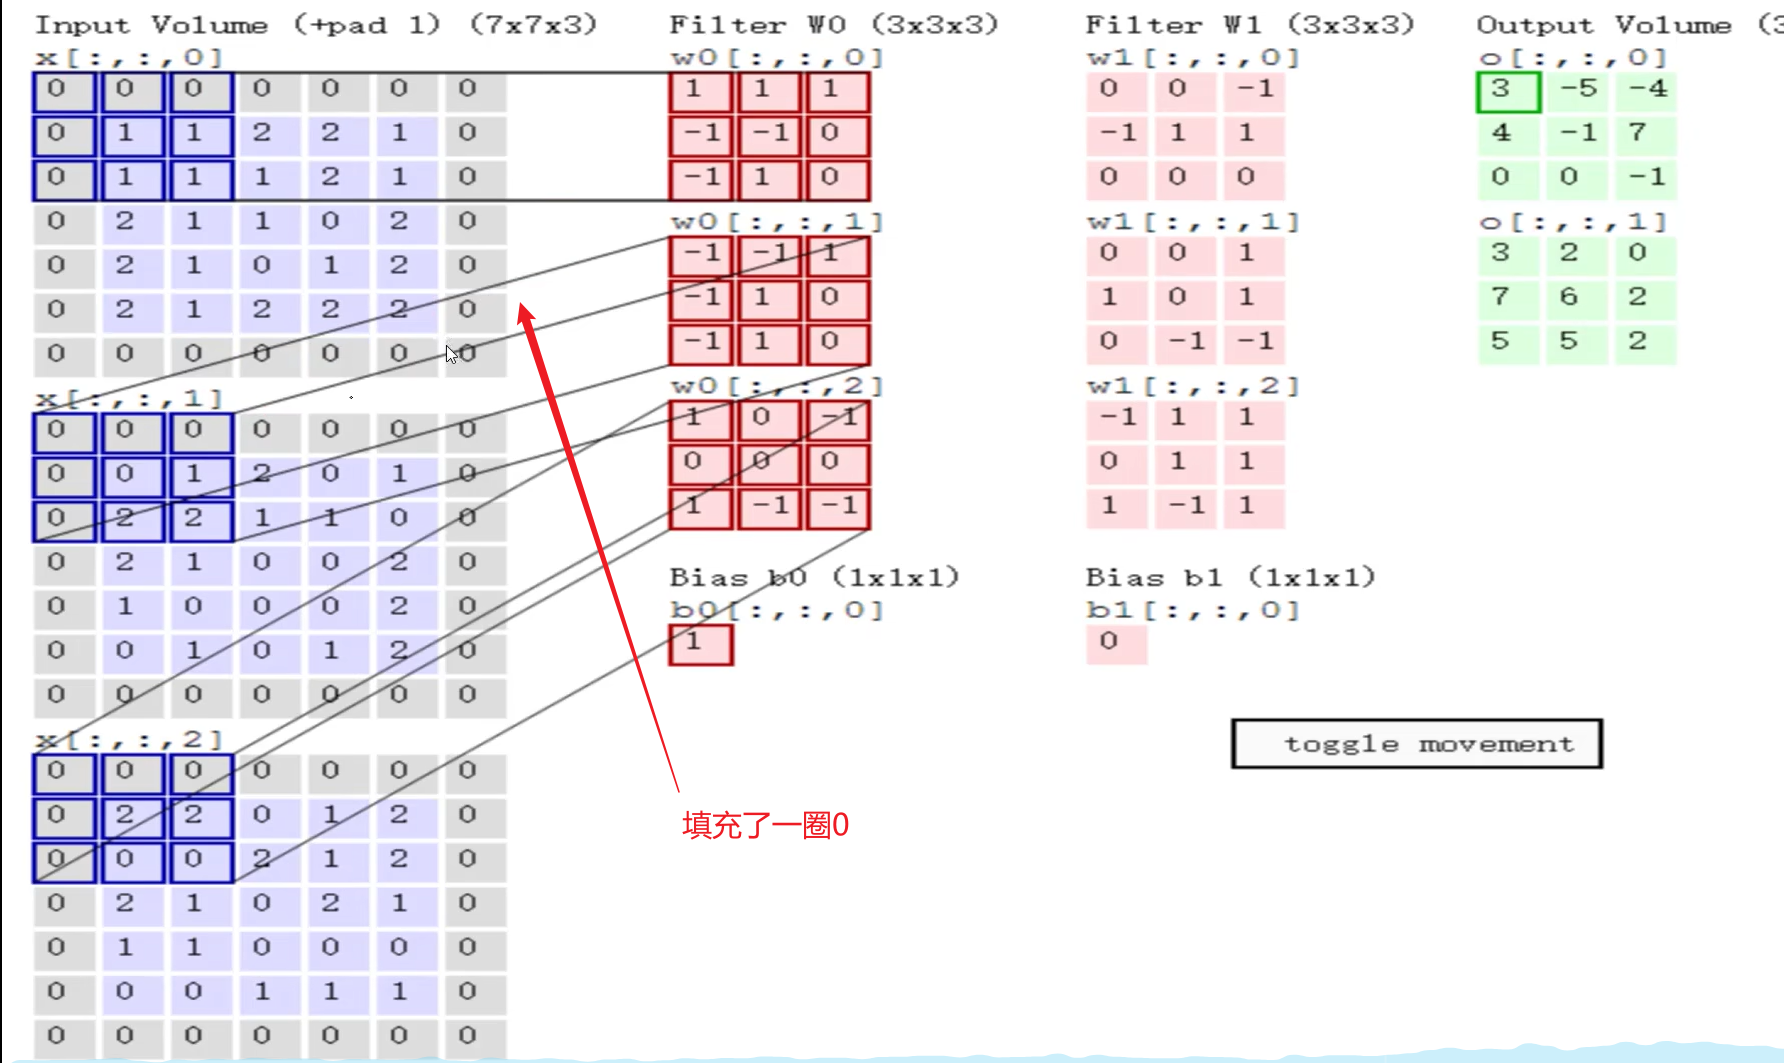 Input Volume (+pad 1) (7x7x3)
x[:,:,0]
0 0 0 0 0 0 0
0 1 1 2 2 1 0
0 1 1 1 2 1 0
0 2 1 1 0 2 0
0 2 1 0 1 2 0
0 2 1 2 2 2 0
0 0 0 0 0 0 0
x[:,:,1]
0 0 0 0 0 0 0
0 0 1 2 0 1 0
0 2 2 1 1 0 0
0 2 1 0 0 2 0
0 1 0 0 0 2 0
0 0 1 0 1 2 0
0 0 0 0 0 0 0
x[:,:,2]
0 0 0 0 0 0 0
0 2 2 0 1 2 0
0 0 0 2 1 2 0
0 2 1 0 2 1 0
0 1 1 0 0 0 0
0 0 0 1 1 1 0
0 0 0 0 0 0 0
Filter W0 (3x3x3)
w0[:,:,0]
1 1 1
-1 -1 0
-1 1 0
w0[:,:,1]
-1 -1 1
-1 1 0
-1 1 0
w0[:,:,2]
1 0 -1
0 0 0
1 -1 -1
Bias b0 (1x1x1)
b0[:,:,0]
1
填充了一圈0
Filter W1 (3x3x3)
w1[:,:,0]
0 0 -1
-1 1 1
0 0 0
w1[:,:,1]
0 0 1
1 0 1
0 -1 -1
w1[:,:,2]
-1 1 1
0 1 1
1 -1 1
Bias b1 (1x1x1)
b1[:,:,0]
0
toggle movement
Output Volume (3
o[:,:,0]
3 -5 -4
4 -1 7
0 0 -1
o[:,:,1]
3 2 0
7 6 2
5 5 2